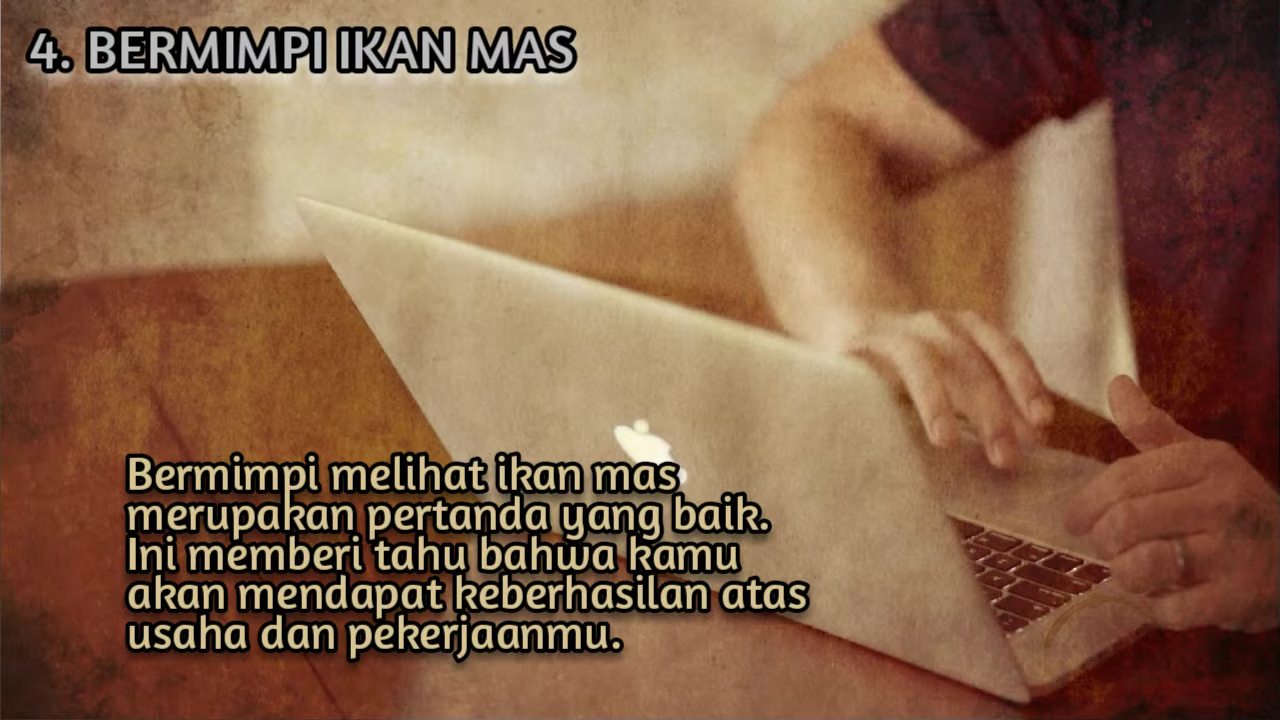 4. BERMIMPI IKAN MAS
Bermimpi melihat ikan mas
merupakan pertanda yang baik.
Ini memberi tahu bahwa kamu
akan mendapat keberhasilan atas
usaha dan pekerjaanmu.